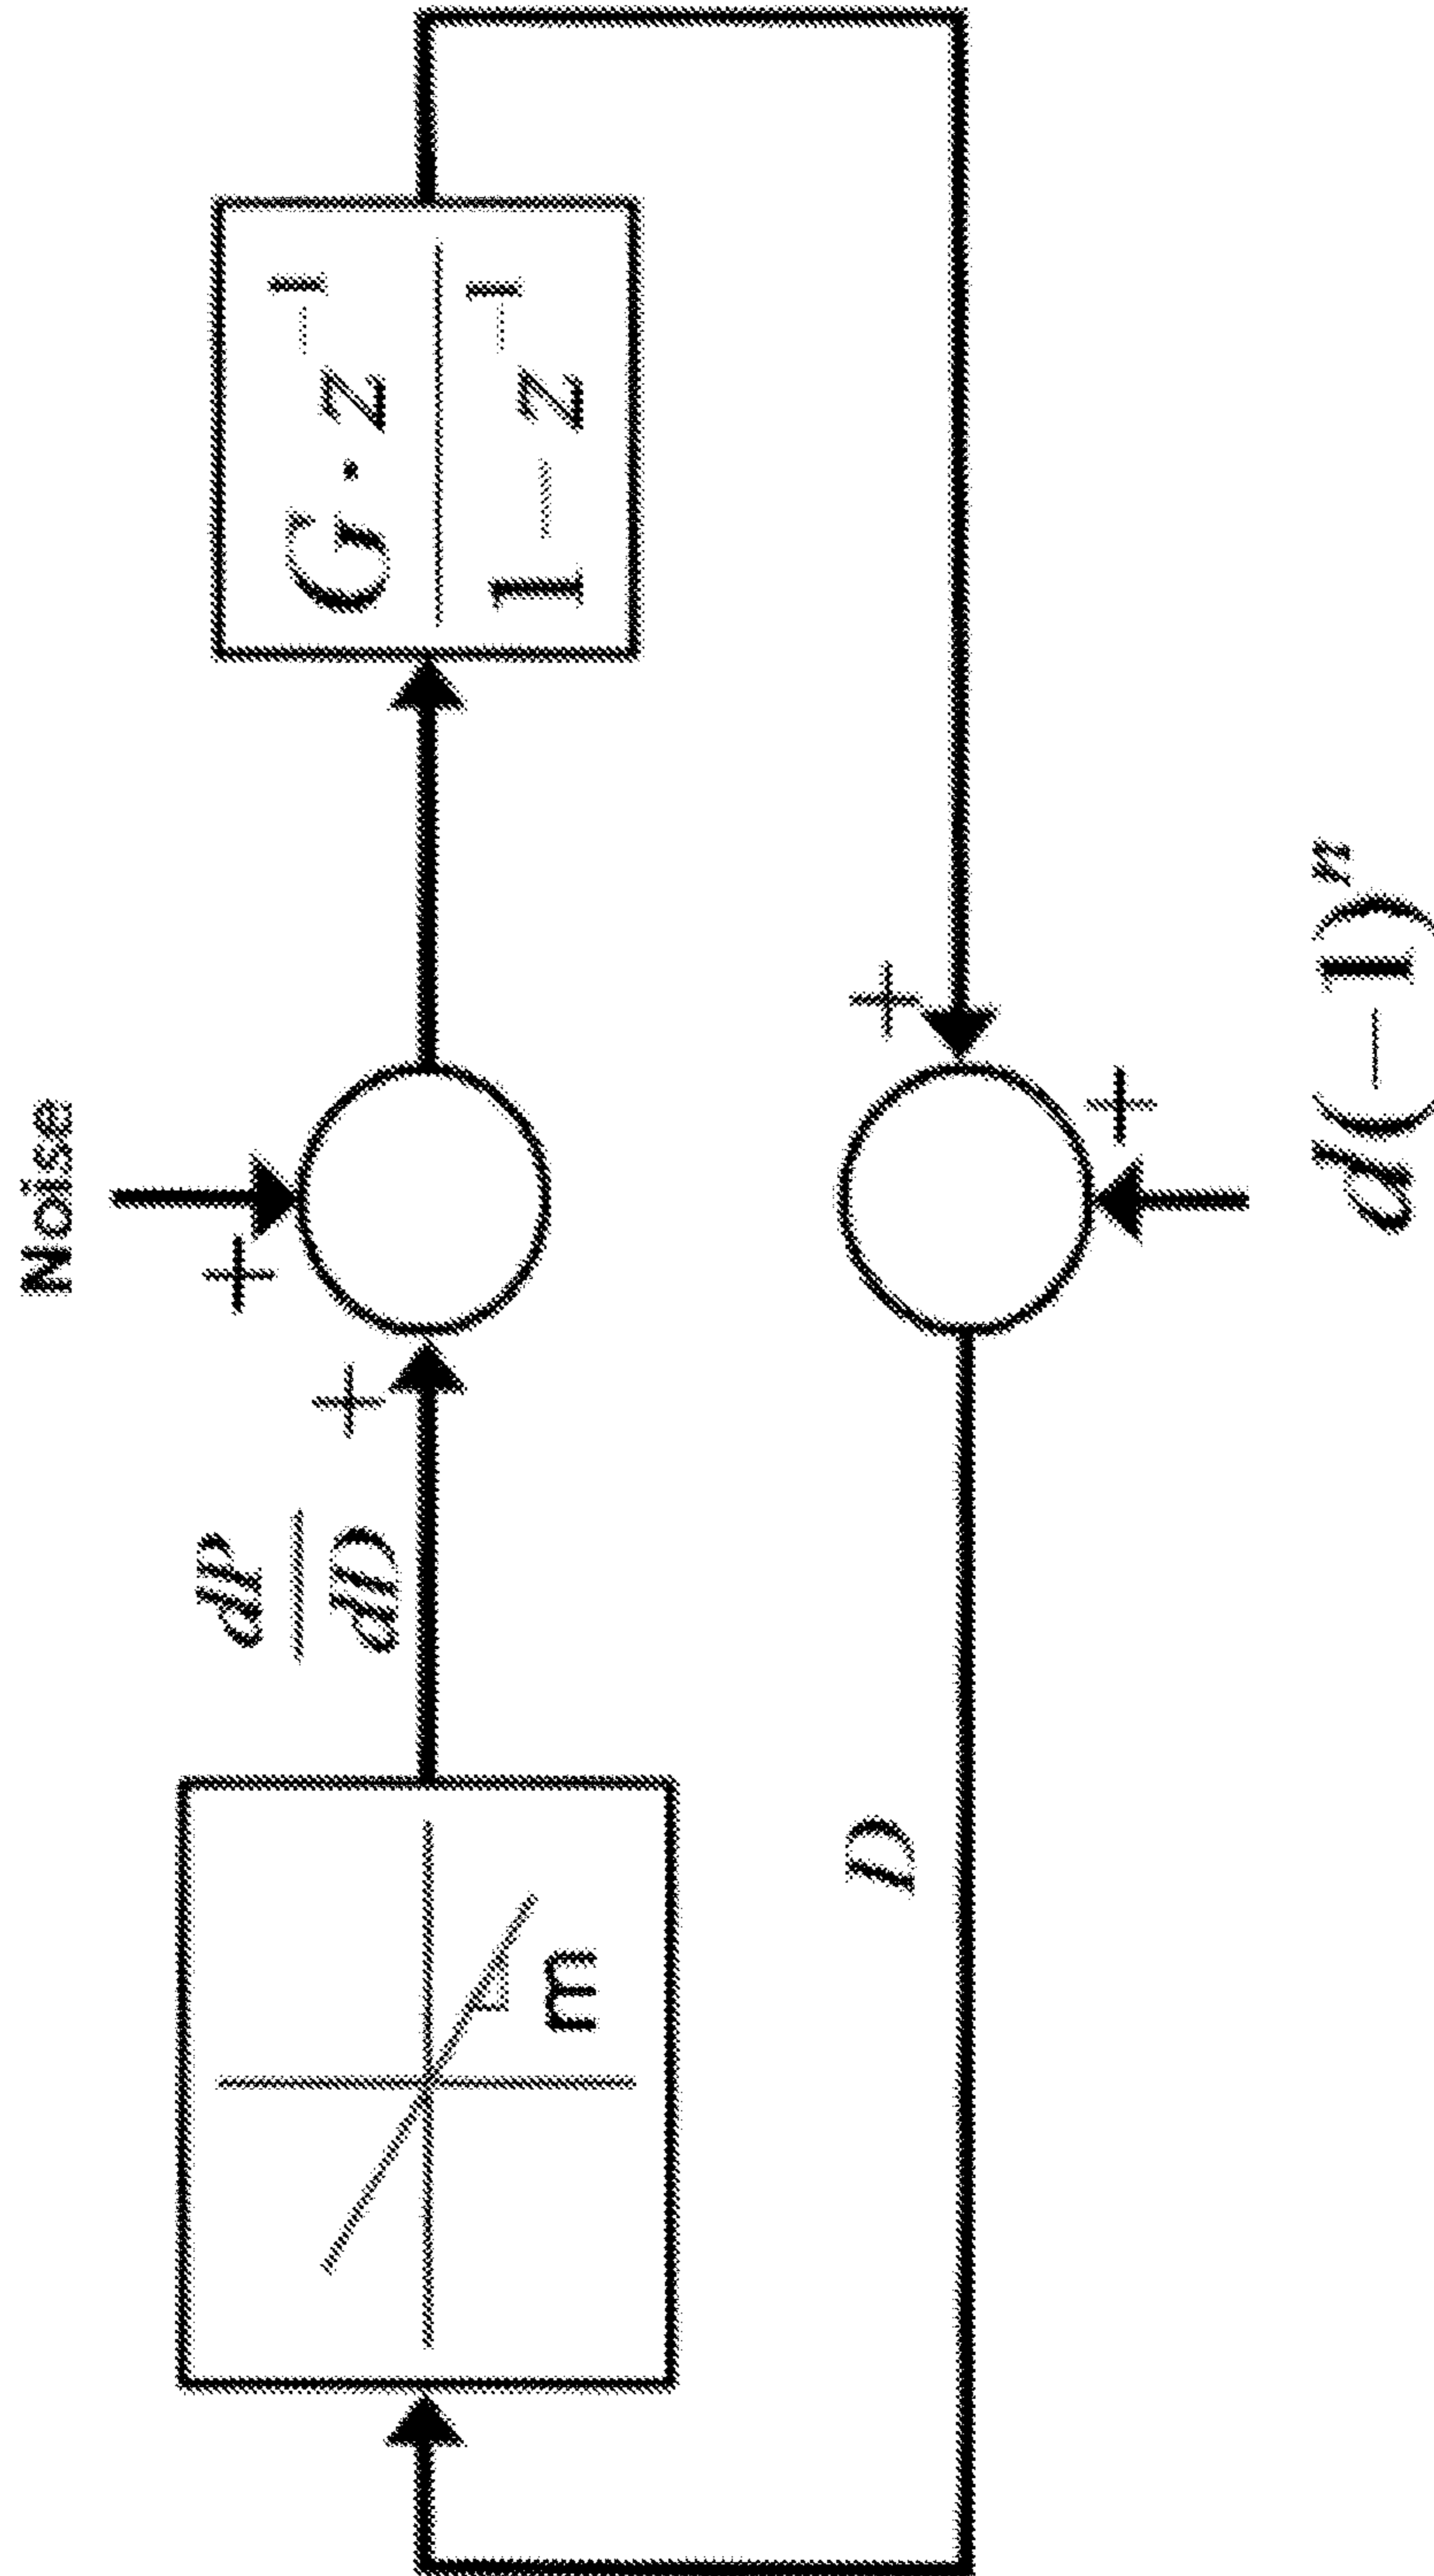 Noise
dP
dD
G · z⁻¹
1 − z⁻¹
+
+
m
D
+
+
d(−1)ⁿ